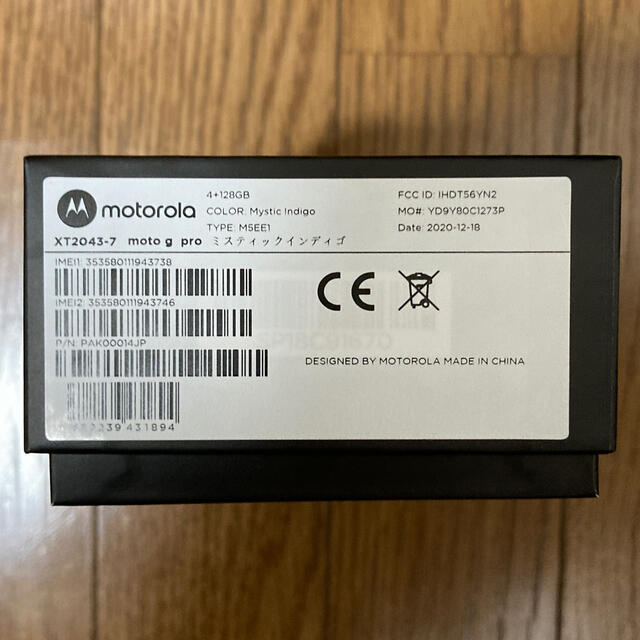 motorola
4+128GB
COLOR: Mystic Indigo
TYPE: M5EE1
FCC ID: IHDT56YN2
MO#: YD9Y80C1273P
Date: 2020-12-18
XT2043-7 moto g pro ミスティックインディゴ
IMEI1: 353580111943738
IMEI2: 353580111943746
P/N: PAK00014JP
CE
DESIGNED BY MOTOROLA MADE IN CHINA
431894